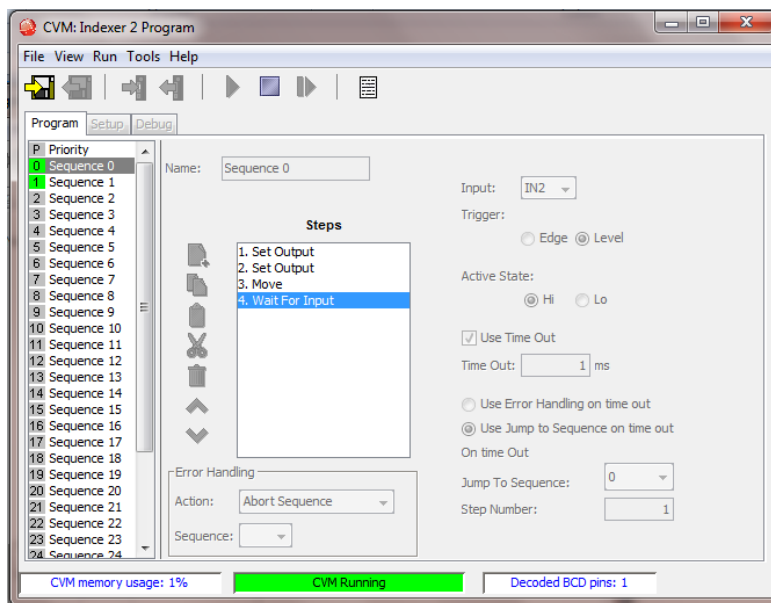 CVM: Indexer 2 Program
File View Run Tools Help
Program Setup Debug
P Priority
0 Sequence 0
1 Sequence 1
2 Sequence 2
3 Sequence 3
4 Sequence 4
5 Sequence 5
6 Sequence 6
7 Sequence 7
8 Sequence 8
9 Sequence 9
10 Sequence 10
11 Sequence 11
12 Sequence 12
13 Sequence 13
14 Sequence 14
15 Sequence 15
16 Sequence 16
17 Sequence 17
18 Sequence 18
19 Sequence 19
20 Sequence 20
21 Sequence 21
22 Sequence 22
23 Sequence 23
24 Sequence 24
Name: Sequence 0
Steps
1. Set Output
2. Set Output
3. Move
4. Wait For Input
Error Handling
Action: Abort Sequence
Sequence:
Input: IN2
Trigger:
Edge Level
Active State:
Hi Lo
Use Time Out
Time Out: 1 ms
Use Error Handling on time out
Use Jump to Sequence on time out
On time Out
Jump To Sequence: 0
Step Number: 1
CVM memory usage: 1%
CVM Running
Decoded BCD pins: 1